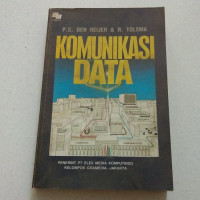 P.C. DEN HEIJER & R. TOLSMA
KOMUNIKASI
DATA
PENERBIT PT ELEX MEDIA KOMPUTINDO
KELOMPOK GRAMEDIA - JAKARTA